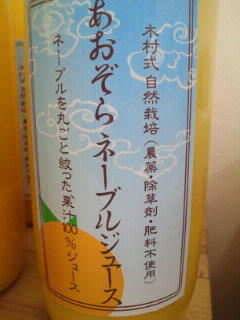 木村式 自然栽培（農薬・除草剤・肥料不使用）
あおぞらネーブルジュース
ネーブルを丸ごと搾った、果汁100%ジュース